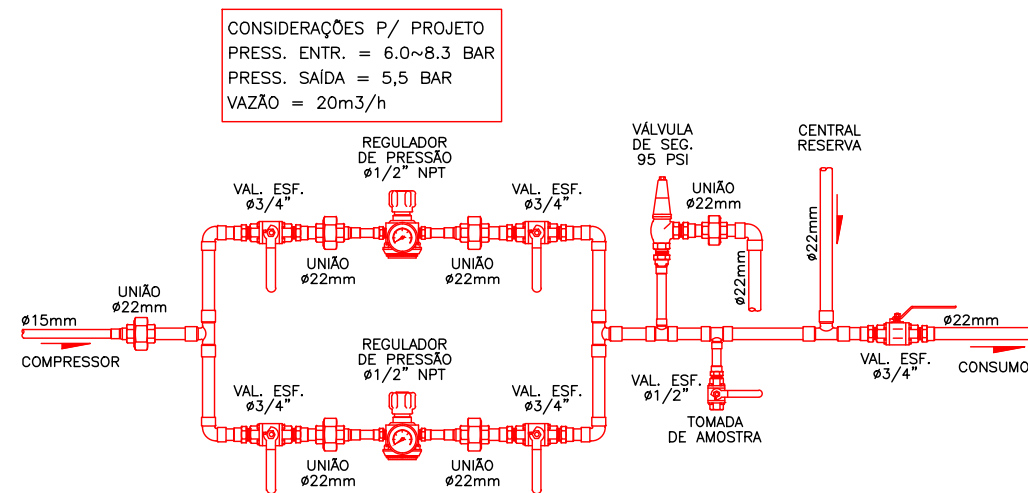 CONSIDERAÇÕES P/ PROJETO
PRESS. ENTR. = 6.0~8.3 BAR
PRESS. SAÍDA = 5,5 BAR
VAZÃO = 20m3/h
REGULADOR
DE PRESSÃO
ø1/2" NPT
VÁLVULA
DE SEG.
95 PSI
CENTRAL
RESERVA
VAL. ESF.
ø3/4"
VAL. ESF.
ø3/4"
UNIÃO
ø22mm
UNIÃO
ø22mm
UNIÃO
ø22mm
ø22mm
ø22mm
UNIÃO
ø22mm
ø15mm
COMPRESSOR
ø22mm
CONSUMO
VAL. ESF.
ø3/4"
REGULADOR
DE PRESSÃO
ø1/2" NPT
VAL. ESF.
ø3/4"
VAL. ESF.
ø3/4"
VAL. ESF.
ø1/2"
TOMADA
DE AMOSTRA
UNIÃO
ø22mm
UNIÃO
ø22mm